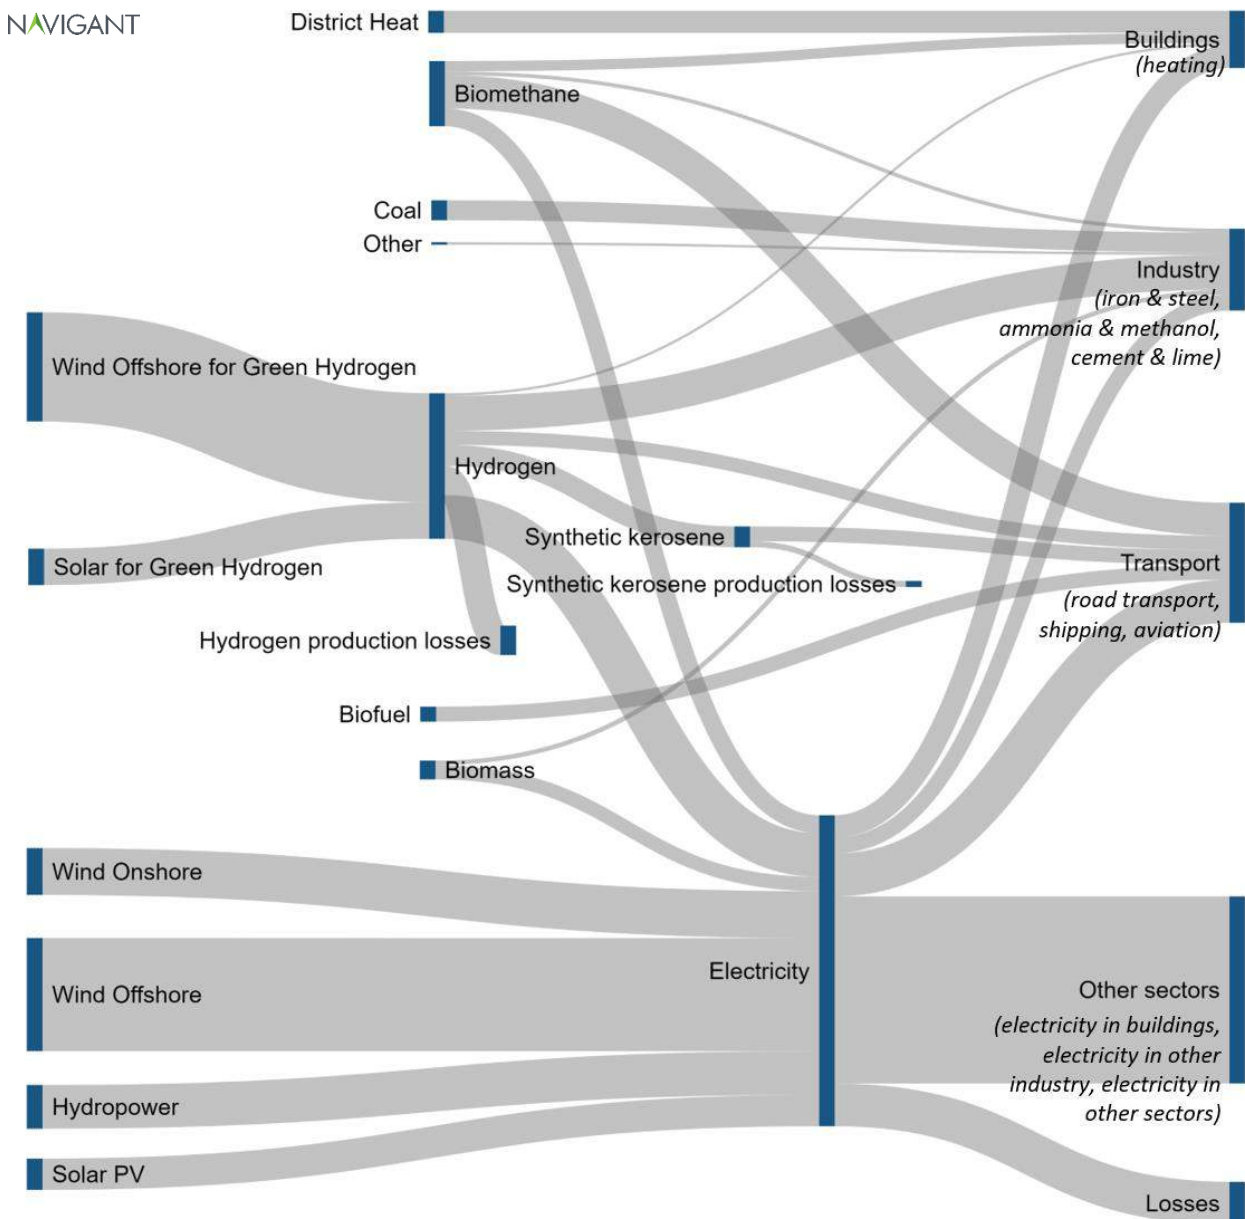 NAVIGANT
District Heat
Buildings
(heating)
Biomethane
Coal
Other
Industry
(iron & steel,
ammonia & methanol,
cement & lime)
Wind Offshore for Green Hydrogen
Hydrogen
Synthetic kerosene
Solar for Green Hydrogen
Synthetic kerosene production losses
Transport
(road transport,
shipping, aviation)
Hydrogen production losses
Biofuel
Biomass
Wind Onshore
Electricity
Wind Offshore
Other sectors
(electricity in buildings,
electricity in other
industry, electricity in
other sectors)
Hydropower
Solar PV
Losses